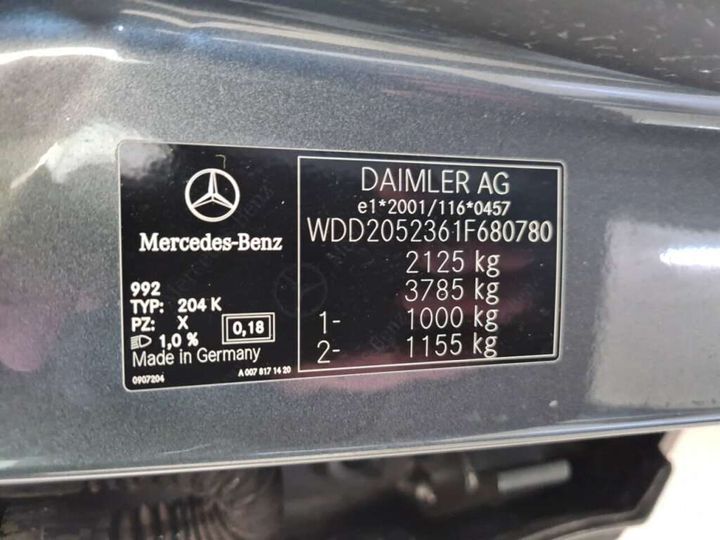 Mercedes-Benz
992
TYP: 204 K
PZ: X
1,0 %
0,18
Made in Germany
0907204
A 007 817 14 20
DAIMLER AG
e1*2001/116*0457
WDD2052361F680780
2125 kg
3785 kg
1- 1000 kg
2- 1155 kg